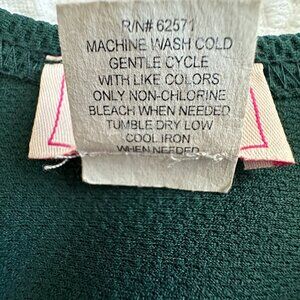 R/N# 62571
MACHINE WASH COLD
GENTLE CYCLE
WITH LIKE COLORS
ONLY NON-CHLORINE
BLEACH WHEN NEEDED
TUMBLE DRY LOW
COOL IRON
WHEN NEEDED